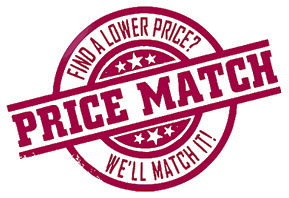 FIND A LOWER PRICE?
PRICE MATCH
WE'LL MATCH IT!